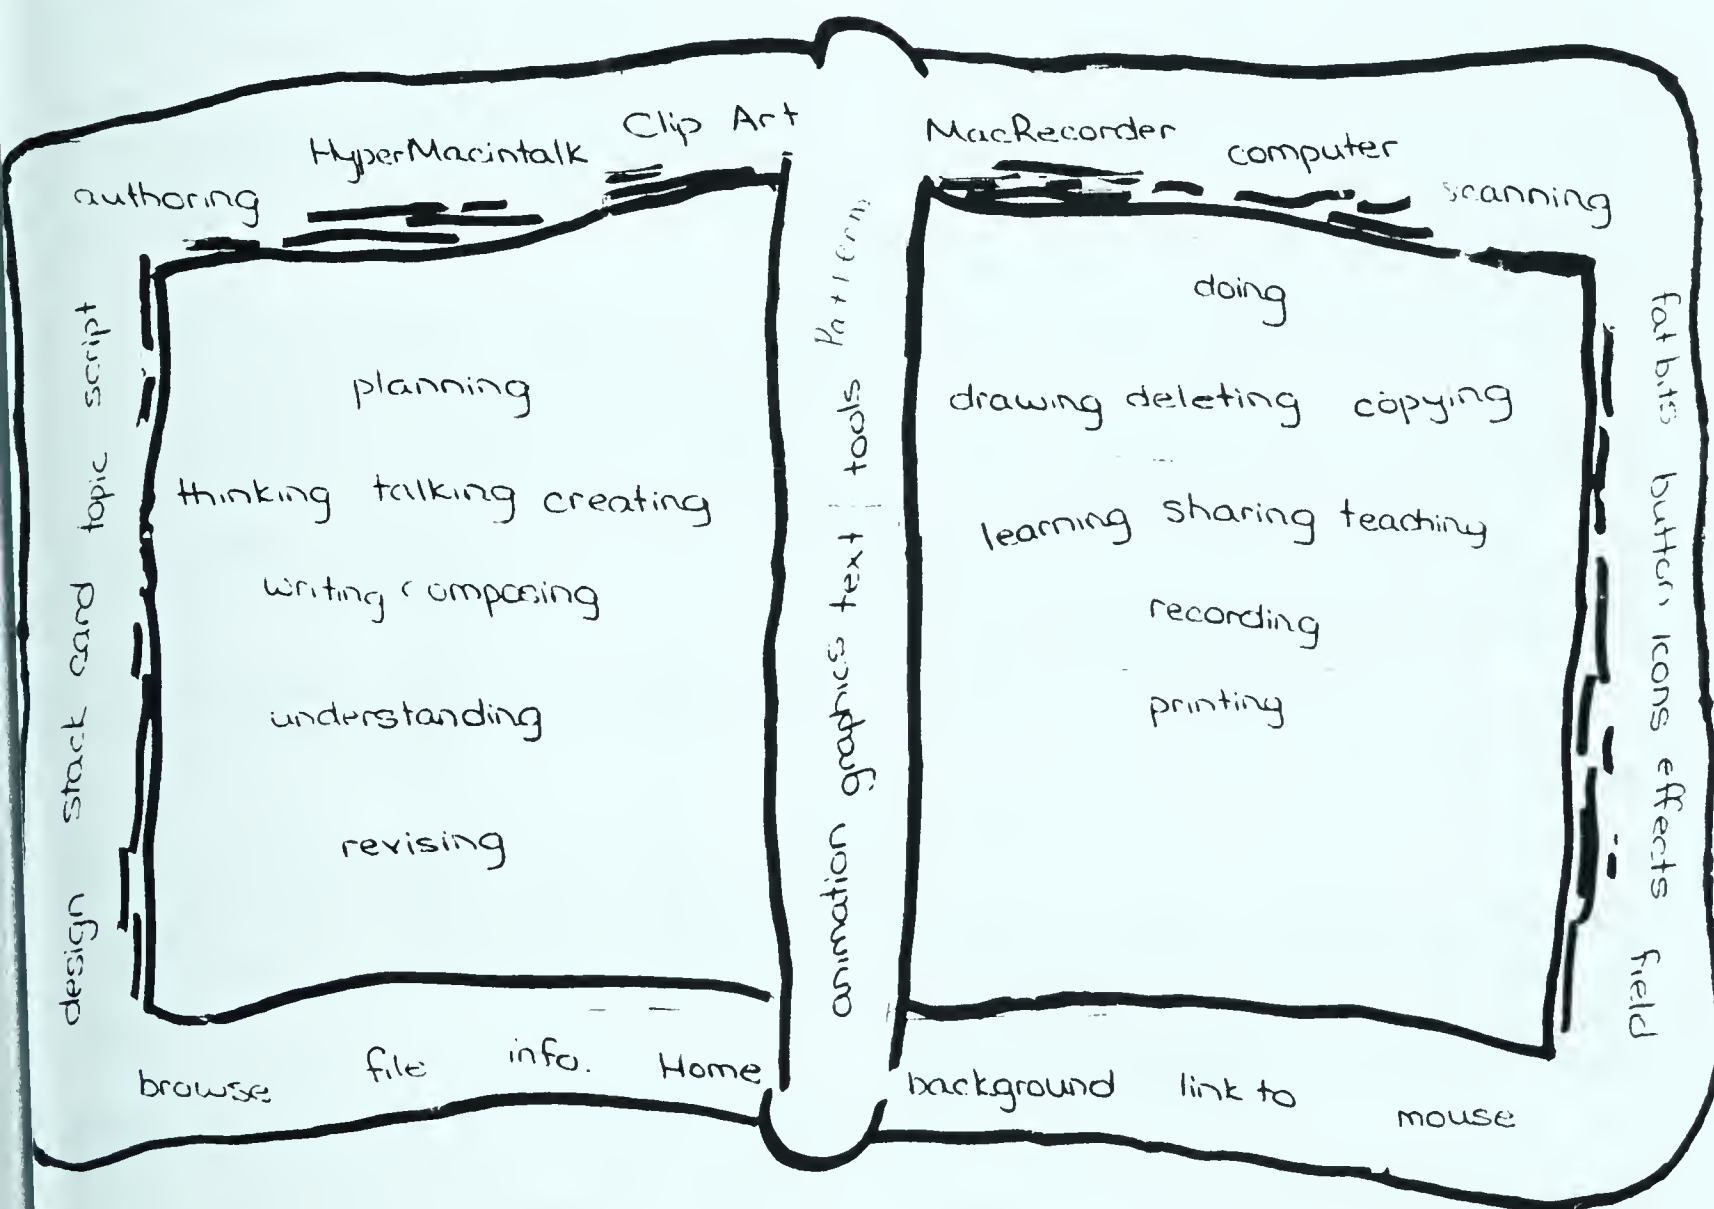 authoring HyperMacintalk Clip Art
MacRecorder computer scanning
design stack card topic script
planning
thinking talking creating
writing composing
understanding
revising
animation graphics text tools Patterns
doing
drawing deleting copying
learning sharing teaching
recording
printing
fatbits button icons effects field
browse file info. Home
background link to mouse